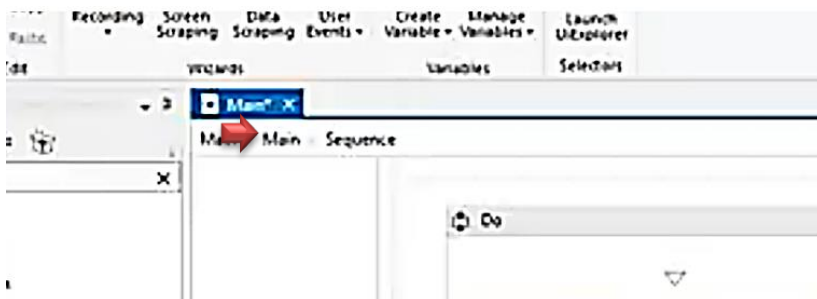 Recording Screen Data User Create Manage Launch
Paste Scraping Scraping Events Variable Variables UiExplorer
Wizards Variables Selectors
Main* X
Main Sequence
Do